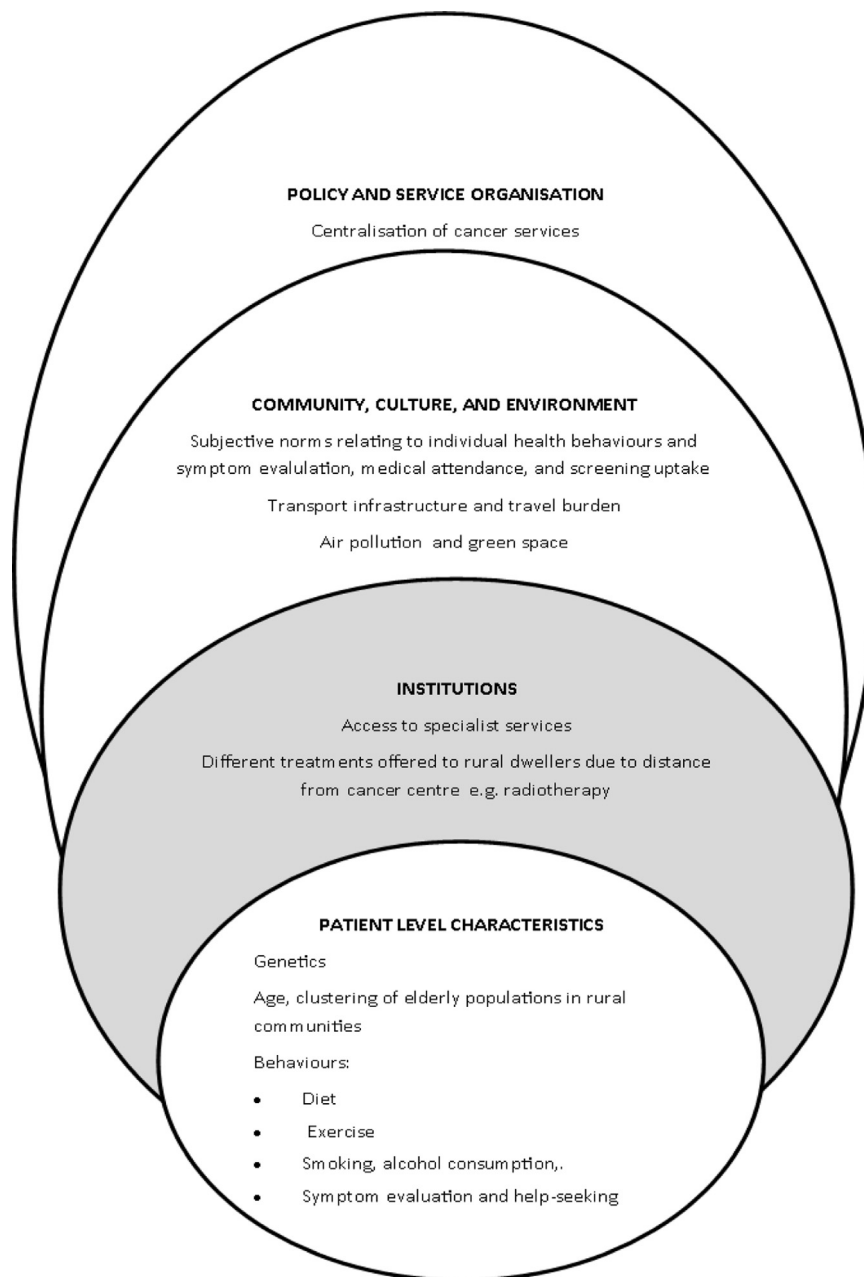 POLICY AND SERVICE ORGANISATION
Centralisation of cancer services
COMMUNITY, CULTURE, AND ENVIRONMENT
Subjective norms relating to individual health behaviours and
symptom evalulation, medical attendance, and screening uptake
Transport infrastructure and travel burden
Air pollution and green space
INSTITUTIONS
Access to specialist services
Different treatments offered to rural dwellers due to distance
from cancer centre e.g. radiotherapy
PATIENT LEVEL CHARACTERISTICS
Genetics
Age, clustering of elderly populations in rural
communities
Behaviours:
• Diet
• Exercise
• Smoking, alcohol consumption,.
• Symptom evaluation and help-seeking